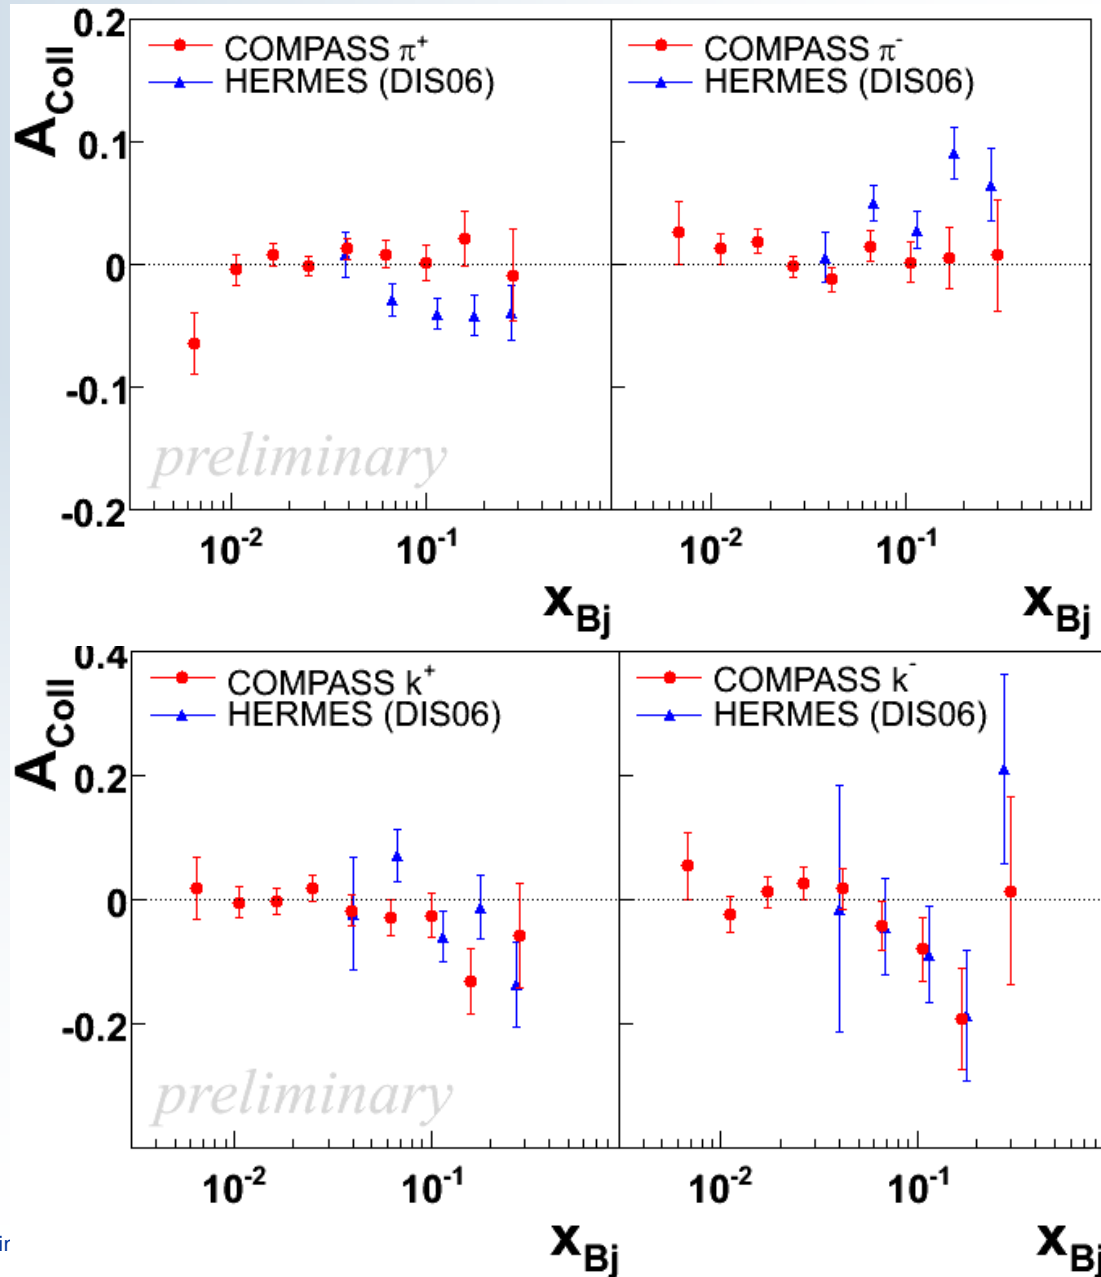 0.2
COMPASS π+
HERMES (DIS06)
COMPASS π-
HERMES (DIS06)
A_Coll
0.1
0
-0.1
preliminary
-0.2
10-2
10-1
10-2
10-1
x_Bj
x_Bj
0.4
COMPASS k+
HERMES (DIS06)
COMPASS k-
HERMES (DIS06)
A_Coll
0.2
0
-0.2
preliminary
10-2
10-1
10-2
10-1
x_Bj
x_Bj